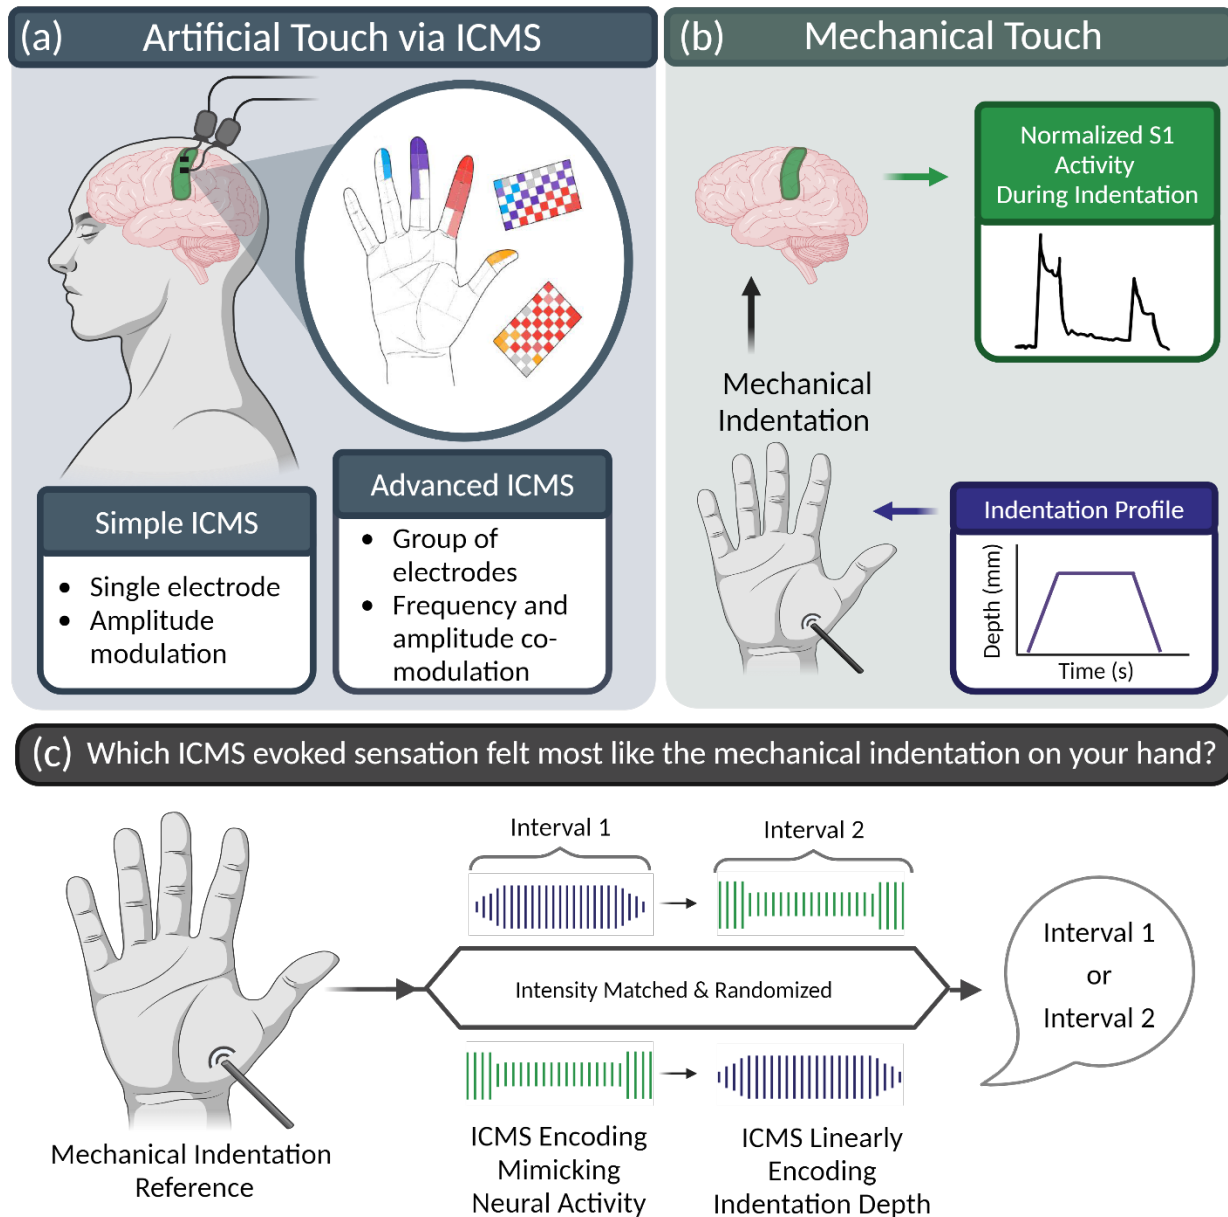 (a) Artificial Touch via ICMS
Simple ICMS
• Single electrode
• Amplitude
modulation
Advanced ICMS
• Group of
electrodes
• Frequency and
amplitude co-
modulation
(b) Mechanical Touch
Normalized S1
Activity
During Indentation
Mechanical
Indentation
Indentation Profile
Depth (mm)
Time (s)
(c) Which ICMS evoked sensation felt most like the mechanical indentation on your hand?
Mechanical Indentation
Reference
Interval 1
Interval 2
Intensity Matched & Randomized
ICMS Encoding
Mimicking
Neural Activity
ICMS Linearly
Encoding
Indentation Depth
Interval 1
or
Interval 2